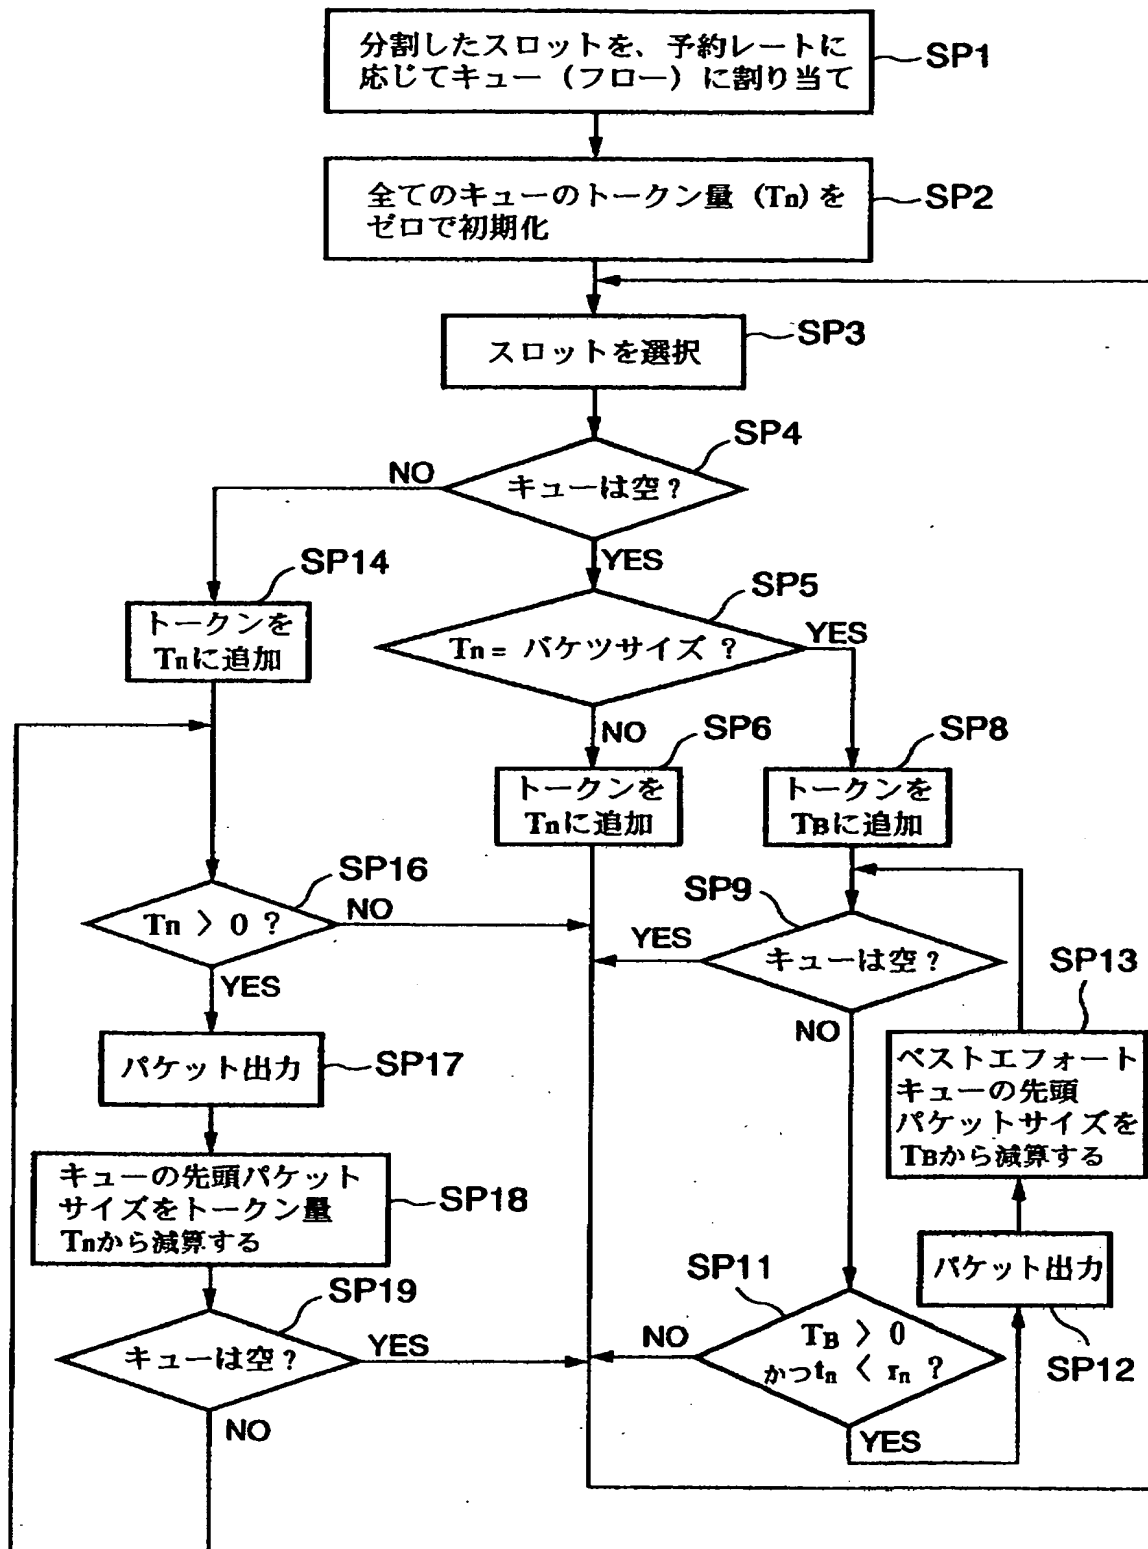 分割したスロットを、予約レートに
応じてキュー（フロー）に割り当て
SP1
全てのキューのトークン量 (Tn) を
ゼロで初期化
SP2
スロットを選択
SP3
キューは空？
SP4
NO
YES
トークンを
Tnに追加
SP14
Tn = バケツサイズ ？
SP5
YES
NO
トークンを
Tnに追加
SP6
トークンを
TBに追加
SP8
Tn > 0 ？
SP16
NO
YES
キューは空？
SP9
YES
NO
パケット出力
SP17
ベストエフォート
キューの先頭
パケットサイズを
TBから減算する
SP13
キューの先頭パケット
サイズをトークン量
Tnから減算する
SP18
パケット出力
SP12
キューは空？
SP19
YES
NO
TB > 0
かつtn < rn ？
SP11
NO
YES